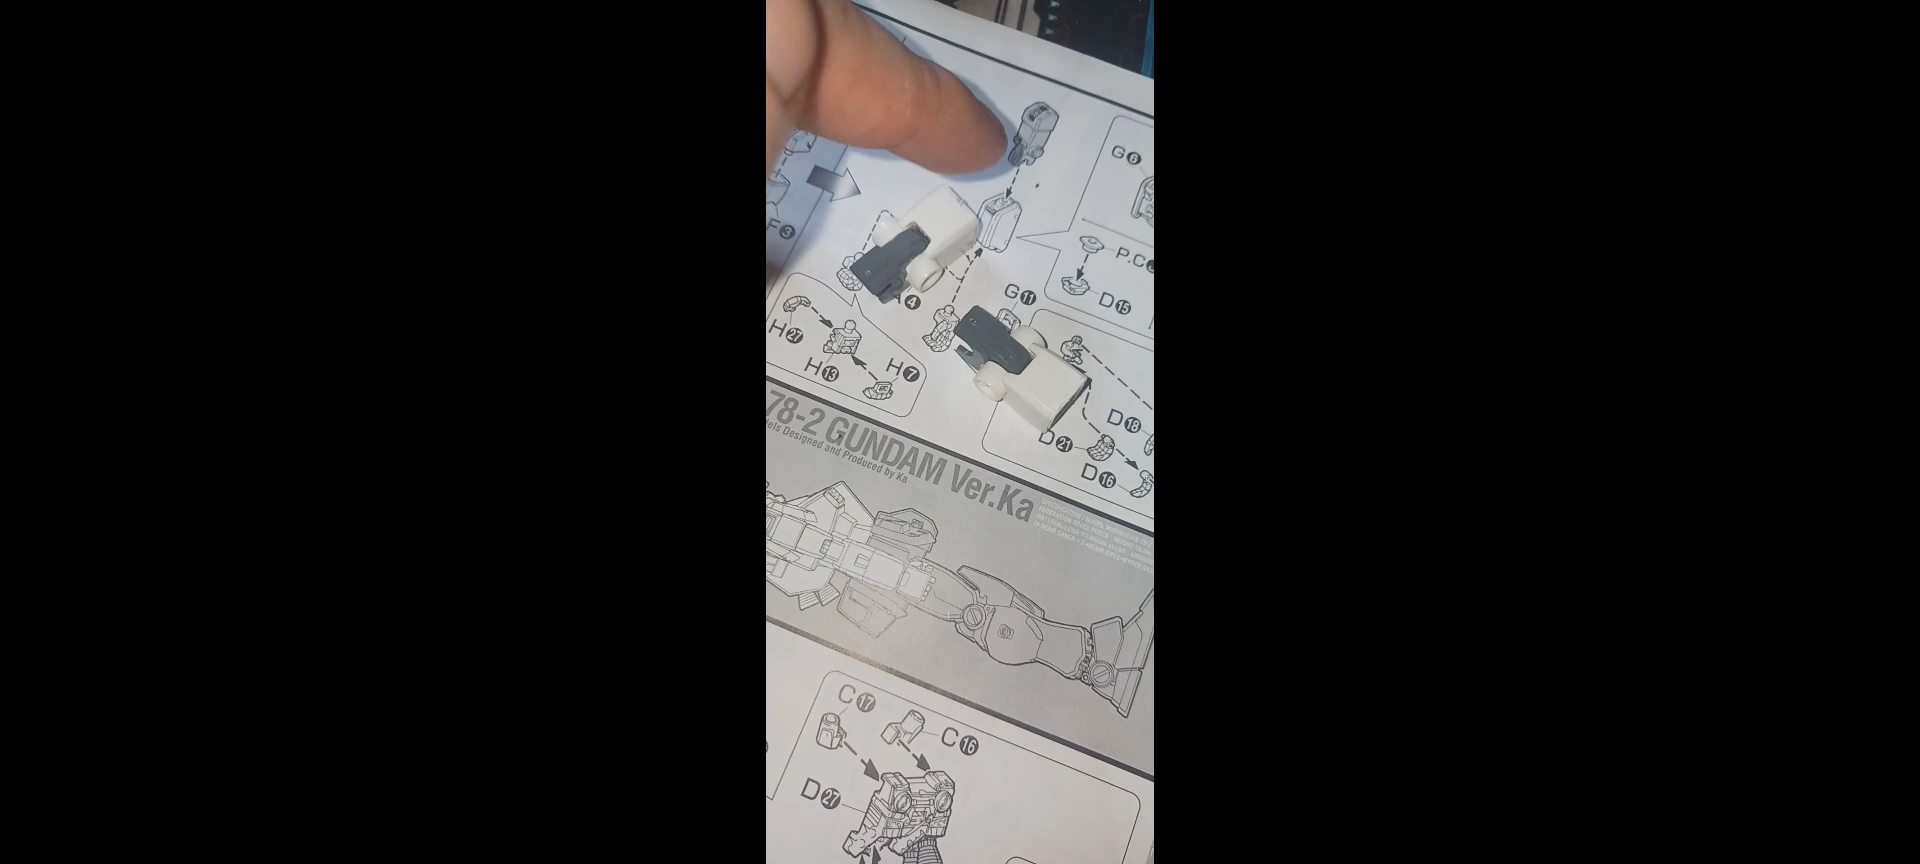 G6
F3
P.C
D15
A4
G11
H27
H13
H7
D18
D21
D16
78-2 GUNDAM Ver.Ka
els Designed and Produced by Ka
C17
C16
D27